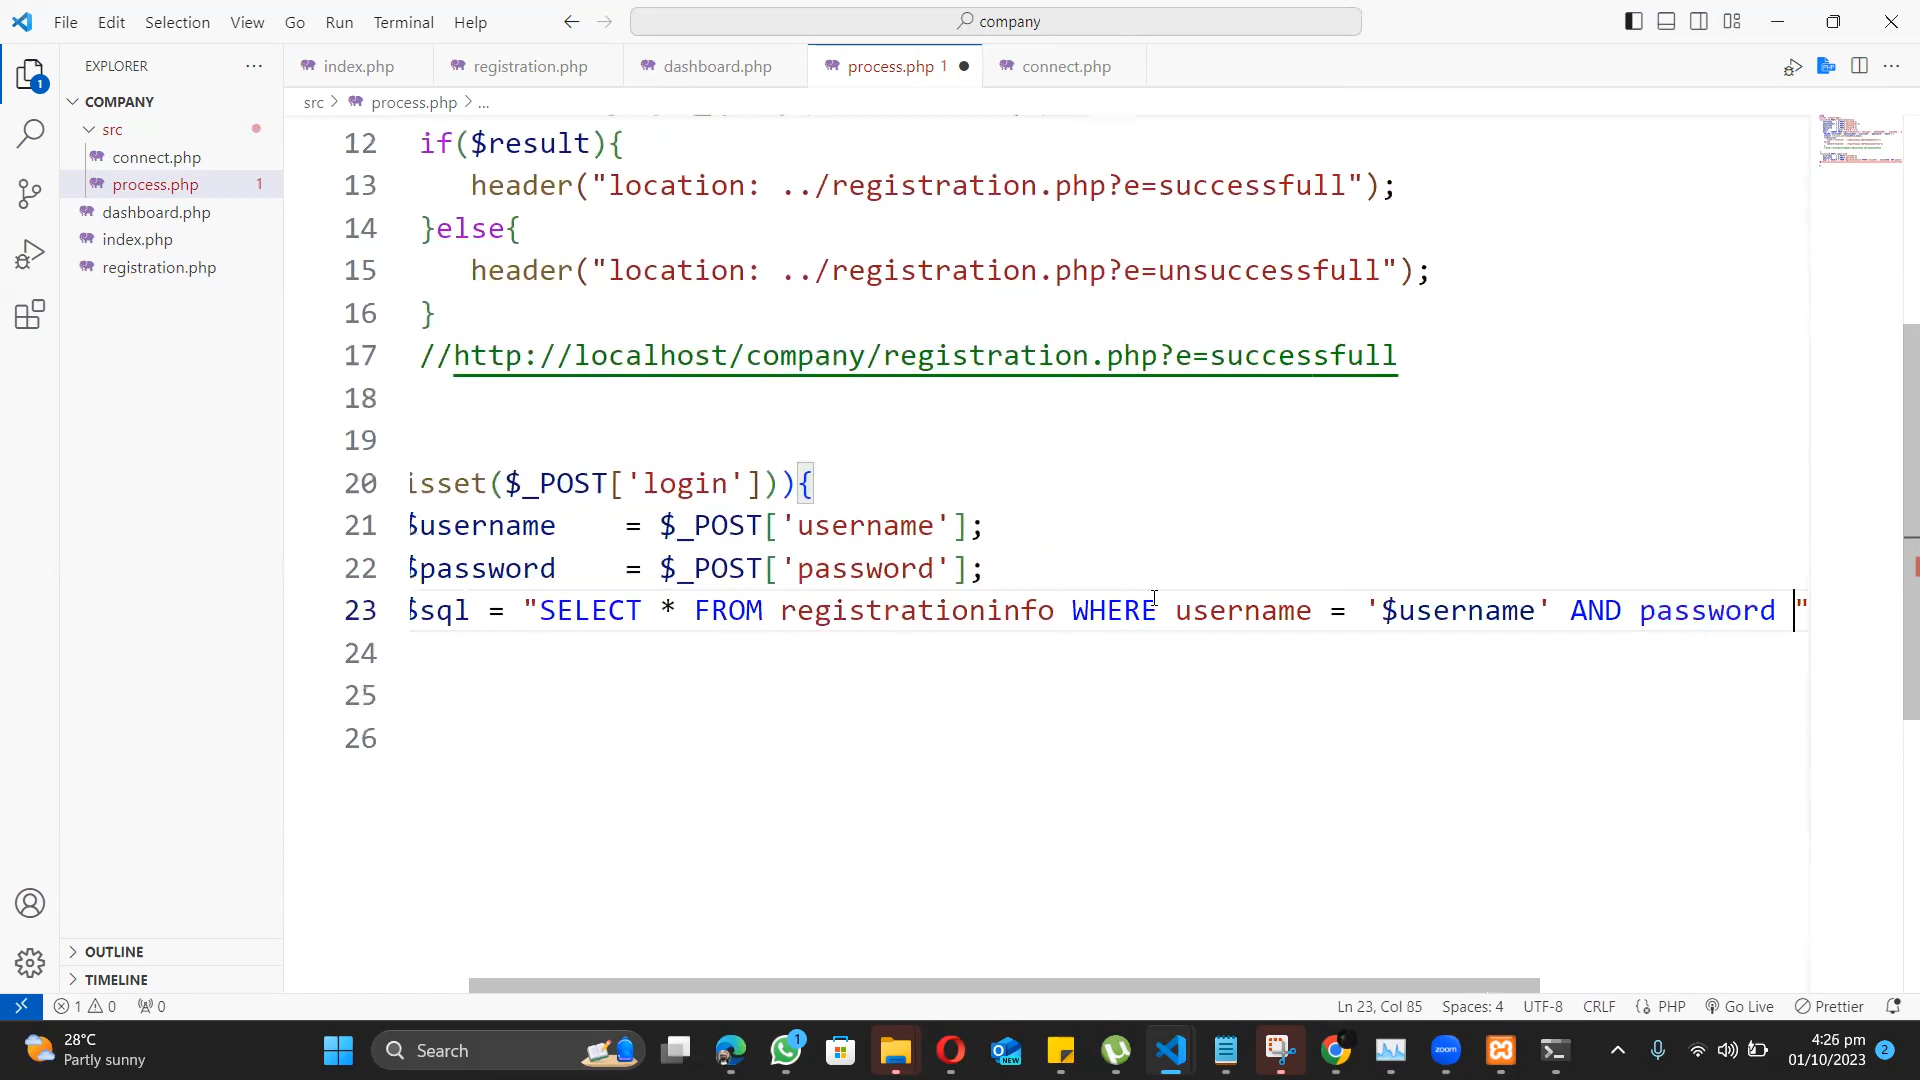 File Edit Selection View Go Run Terminal Help
company
EXPLORER
1
COMPANY
src
connect.php
process.php 1
dashboard.php
index.php
registration.php
OUTLINE
TIMELINE
index.php registration.php dashboard.php process.php 1 connect.php
src > process.php > ...
12 if($result){
13 header("location: ../registration.php?e=successfull");
14 }else{
15 header("location: ../registration.php?e=unsuccessfull");
16 }
17 //http://localhost/company/registration.php?e=successfull
18
19
20 isset($_POST['login'])){
21 $username = $_POST['username'];
22 $password = $_POST['password'];
23 $sql = "SELECT * FROM registrationinfo WHERE username = '$username' AND password "
24
25
26
1 0 0 Ln 23, Col 85 Spaces: 4 UTF-8 CRLF PHP Go Live Prettier
28°C
Partly sunny
Search
1
NEW
zoom
4:26 pm
01/10/2023
2